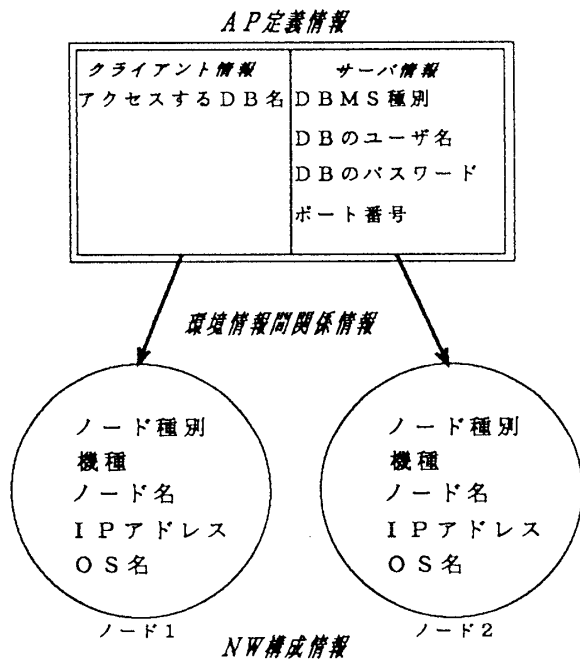 AP定義情報
クライアント情報
アクセスするDB名
サーバ情報
DBMS種別
DBのユーザ名
DBのパスワード
ポート番号
環境情報間関係情報
ノード種別
機種
ノード名
IPアドレス
OS名
ノード1
ノード種別
機種
ノード名
IPアドレス
OS名
ノード2
NW構成情報